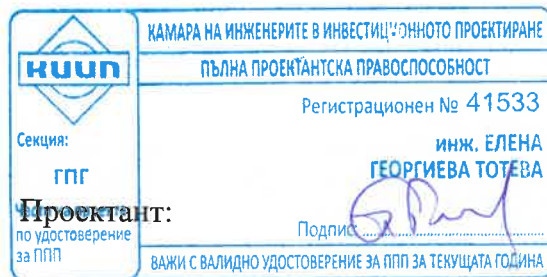 КАМАРА НА ИНЖЕНЕРИТЕ В ИНВЕСТИЦИОННОТО ПРОЕКТИРАНЕ
КИИП
ПЪЛНА ПРОЕКТАНТСКА ПРАВОСПОСОБНОСТ
Регистрационен № 41533
Секция:
ГПГ
инж. ЕЛЕНА
ГЕОРГИЕВА ТОТЕВА
Проектант:
по удостоверение
за ППП
Подпис
ВАЖИ С ВАЛИДНО УДОСТОВЕРЕНИЕ ЗА ППП ЗА ТЕКУЩАТА ГОДИНА